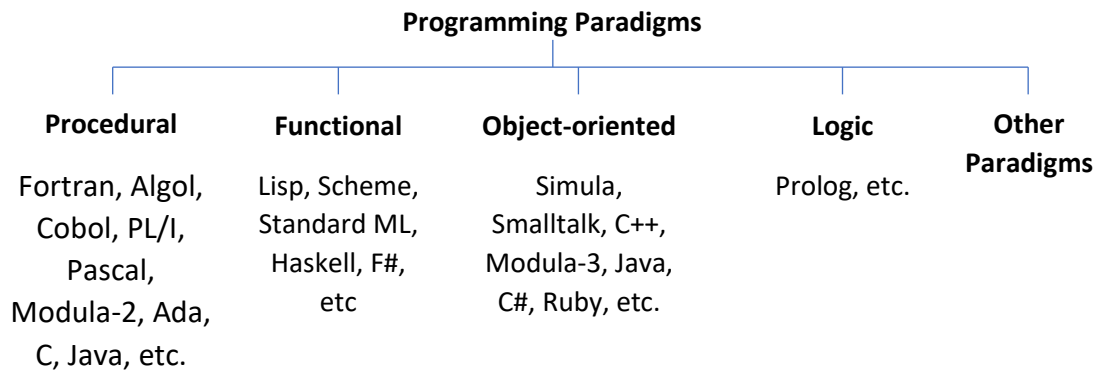 Programming Paradigms
Procedural
Fortran, Algol,
Cobol, PL/I,
Pascal,
Modula-2, Ada,
C, Java, etc.
Functional
Lisp, Scheme,
Standard ML,
Haskell, F#,
etc
Object-oriented
Simula,
Smalltalk, C++,
Modula-3, Java,
C#, Ruby, etc.
Logic
Prolog, etc.
Other
Paradigms